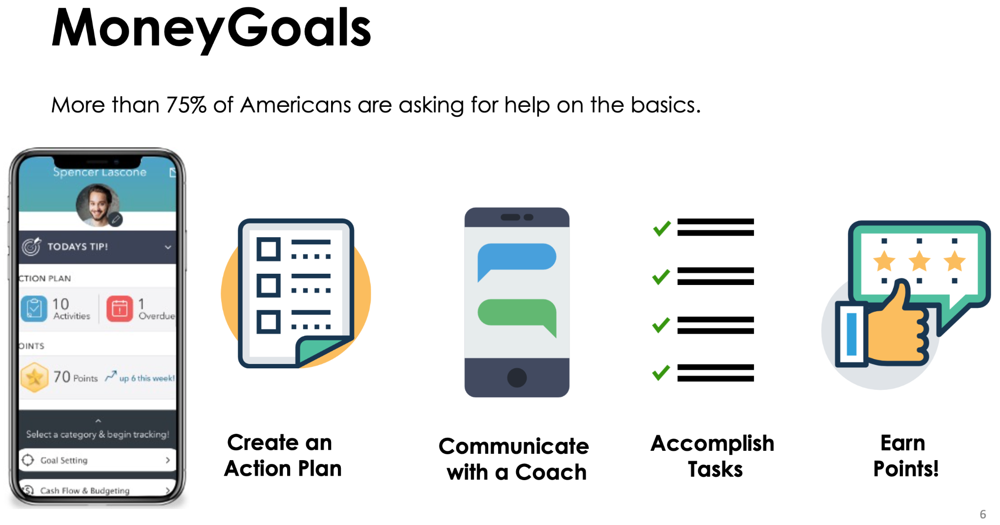 MoneyGoals
More than 75% of Americans are asking for help on the basics.
Spencer Lascone
TODAYS TIP!
CTION PLAN
10
Activities
1
Overdue
OINTS
70 Points up 6 this week!
Select a category & begin tracking!
Goal Setting
Cash Flow & Budgeting
Create an
Action Plan
Communicate
with a Coach
Accomplish
Tasks
Earn
Points!
6